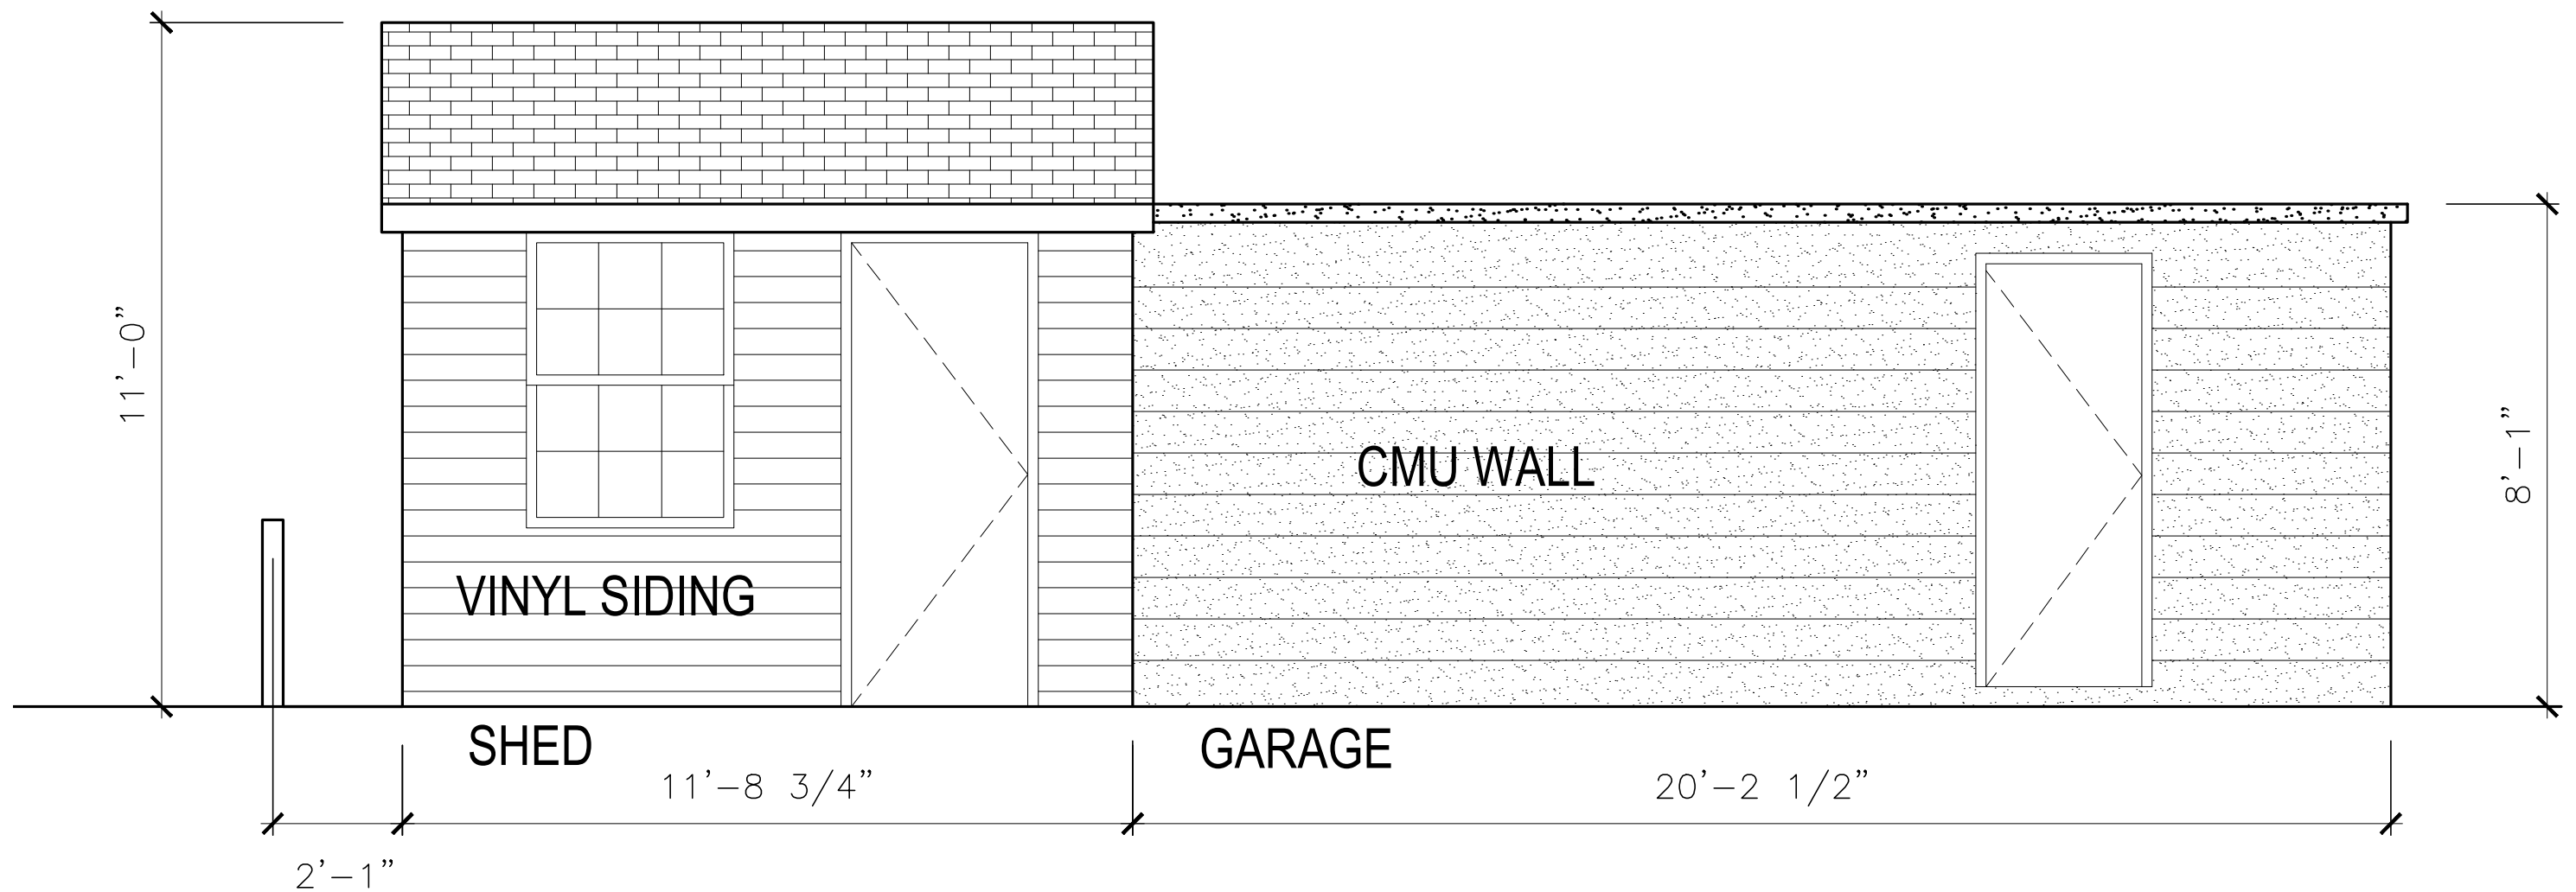 11'-0"
8'-1"
CMU WALL
VINYL SIDING
SHED
GARAGE
11'-8 3/4"
20'-2 1/2"
2'-1"